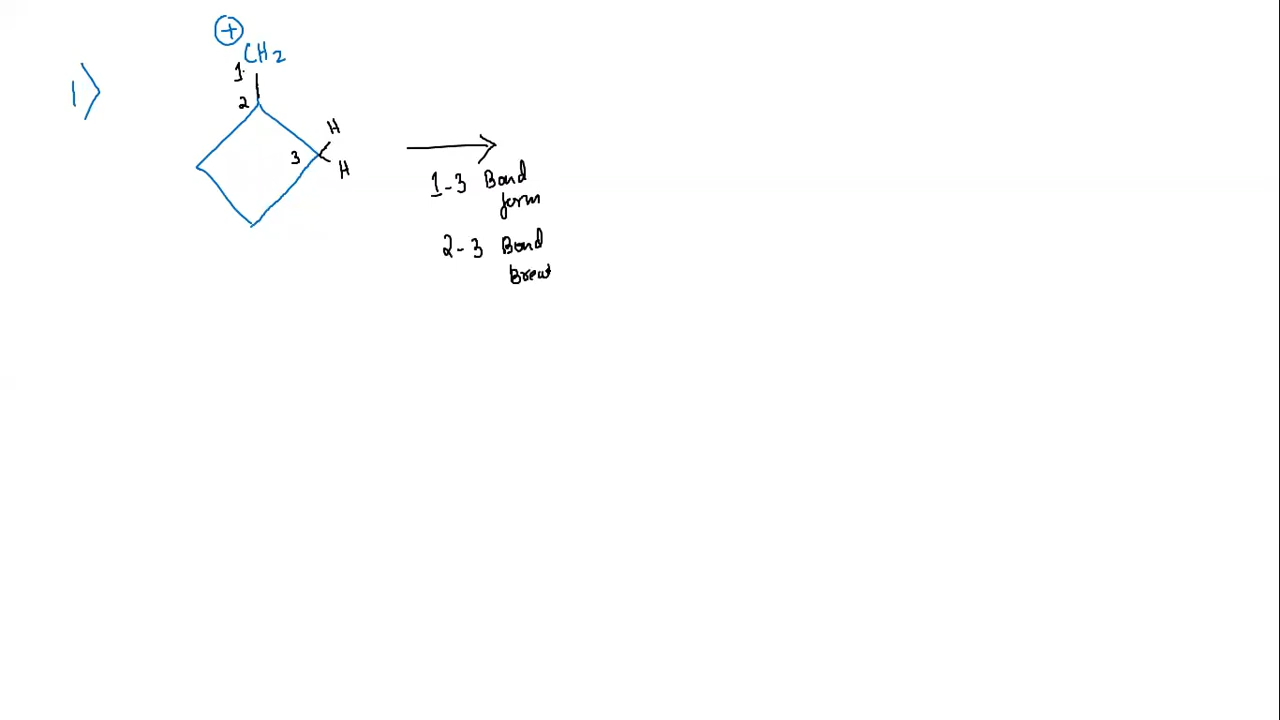 ⊕
CH2
1
1)
2
H
3
H
1-3 Bond
form
2-3 Bond
Break